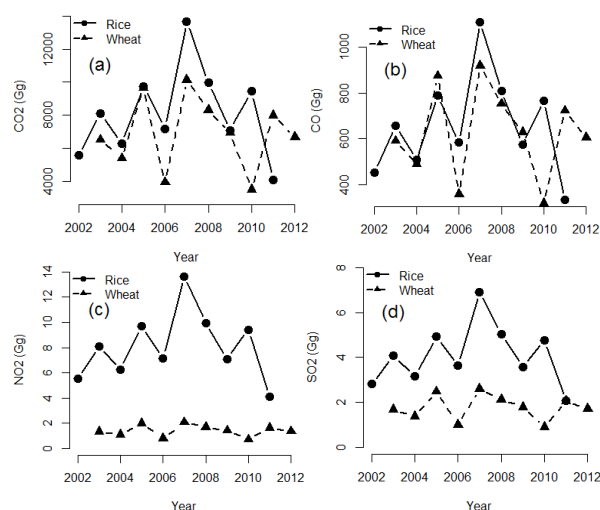 Rice
Wheat
(a)
CO2 (Gg)
4000 8000 12000
2002 2004 2006 2008 2010 2012
Year
Rice
Wheat
(b)
CO (Gg)
400 600 800 1000
2002 2004 2006 2008 2010 2012
Year
Rice
Wheat
(c)
NO2 (Gg)
0 2 4 6 8 10 12 14
2002 2004 2006 2008 2010 2012
Year
Rice
Wheat
(d)
SO2 (Gg)
0 2 4 6 8
2002 2004 2006 2008 2010 2012
Year